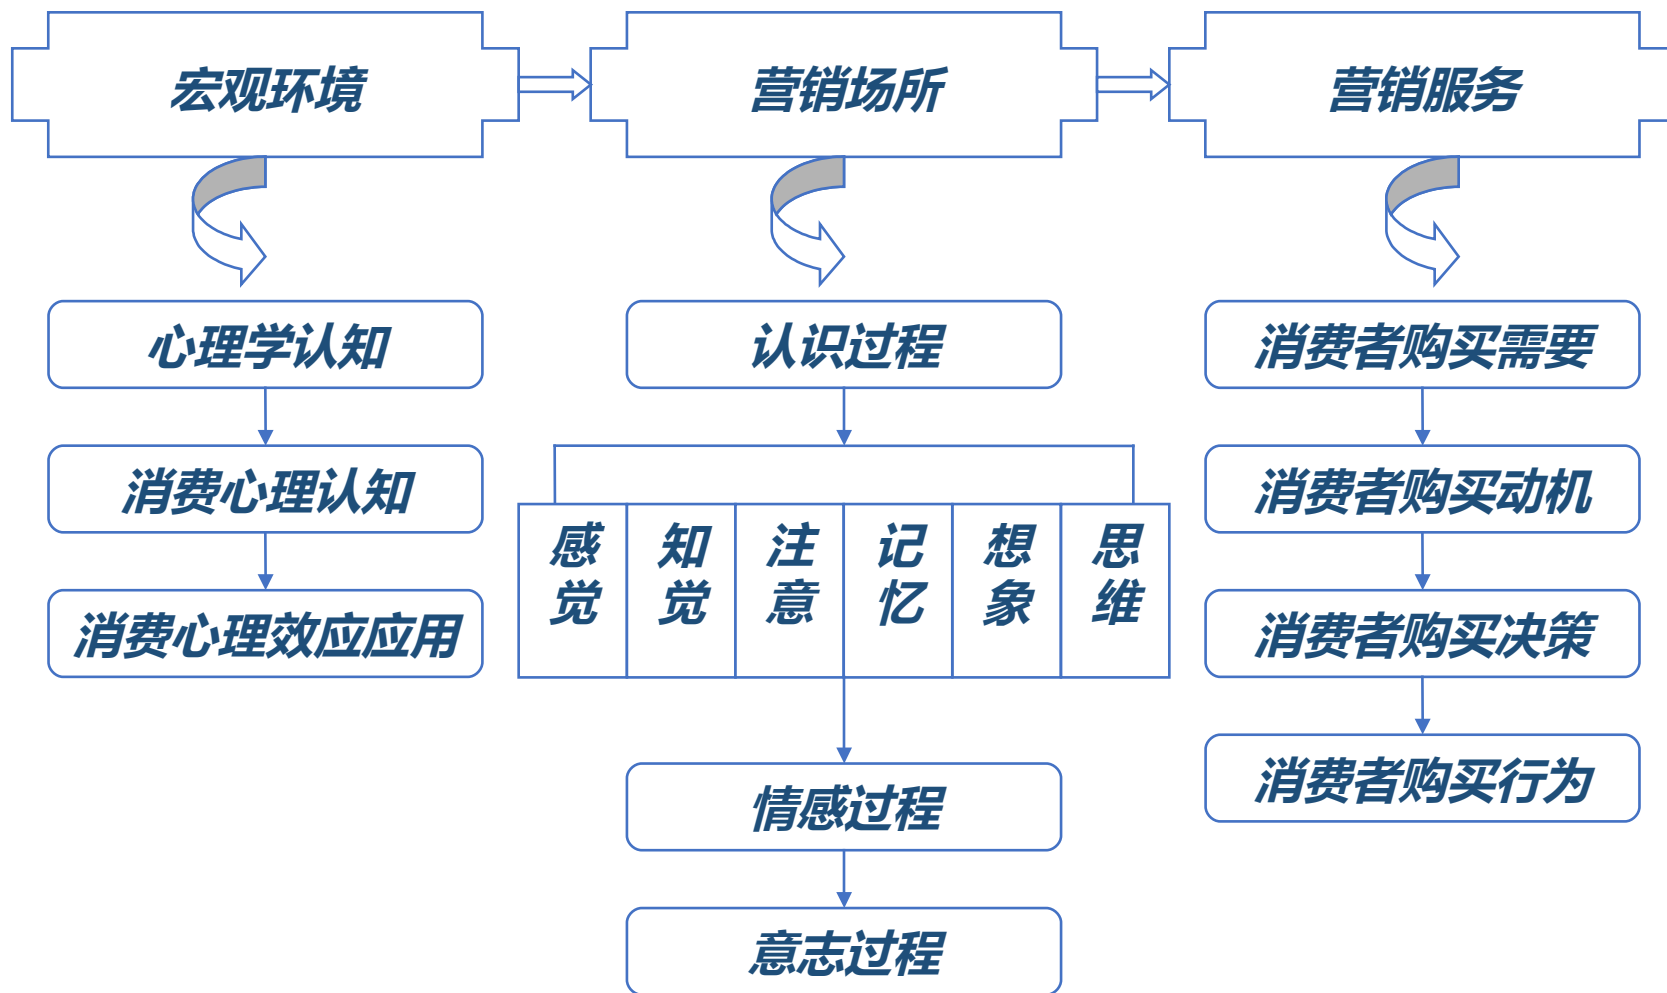 宏观环境
营销场所
营销服务
心理学认知
消费心理认知
消费心理效应应用
认识过程
感觉
知觉
注意
记忆
想象
思维
情感过程
意志过程
消费者购买需要
消费者购买动机
消费者购买决策
消费者购买行为